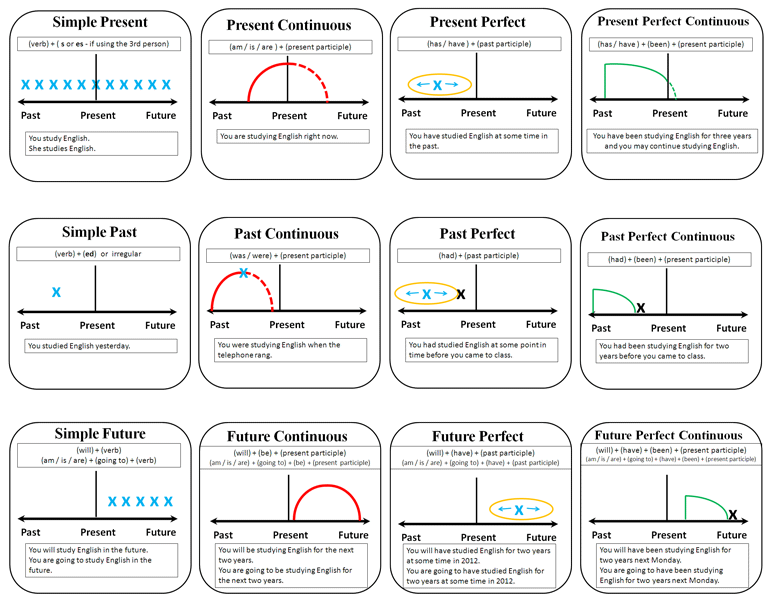 Simple Present
(verb) + ( s or es - if using the 3rd person)
X X X X X X X X X X X X
Past Present Future
You study English.
She studies English.
Present Continuous
(am / is / are ) + (present participle)
Past Present Future
You are studying English right now.
Present Perfect
(has / have ) + (past participle)
X
Past Present Future
You have studied English at some time in
the past.
Present Perfect Continuous
(has / have ) + (been) + (present participle)
Past Present Future
You have been studying English for three years
and you may continue studying English.
Simple Past
(verb) + (ed) or irregular
X
Past Present Future
You studied English yesterday.
Past Continuous
(was / were) + (present participle)
X
Past Present Future
You were studying English when the
telephone rang.
Past Perfect
(had) + (past participle)
X X
Past Present Future
You had studied English at some point in
time before you came to class.
Past Perfect Continuous
(had) + (been) + (present participle)
X
Past Present Future
You had been studying English for two
years before you came to class.
Simple Future
(will) + (verb)
(am / is / are) + (going to) + (verb)
X X X X X
Past Present Future
You will study English in the future.
You are going to study English in the
future.
Future Continuous
(will) + (be) + (present participle)
(am / is / are) + (going to) + (be) + (present participle)
Past Present Future
You will be studying English for the next
two years.
You are going to be studying English for
the next two years.
Future Perfect
(will) + (have) + (past participle)
(am / is / are) + (going to) + (have) + (past participle)
X
Past Present Future
You will have studied English for two years
at some time in 2012.
You are going to have studied English for
two years at some time in 2012.
Future Perfect Continuous
(will) + (have) + (been) + (present participle)
(am / is / are) + (going to) + (have) + (been) + (present participle)
X
Past Present Future
You will have been studying English for
two years next Monday.
You are going to have been studying
English for two years next Monday.